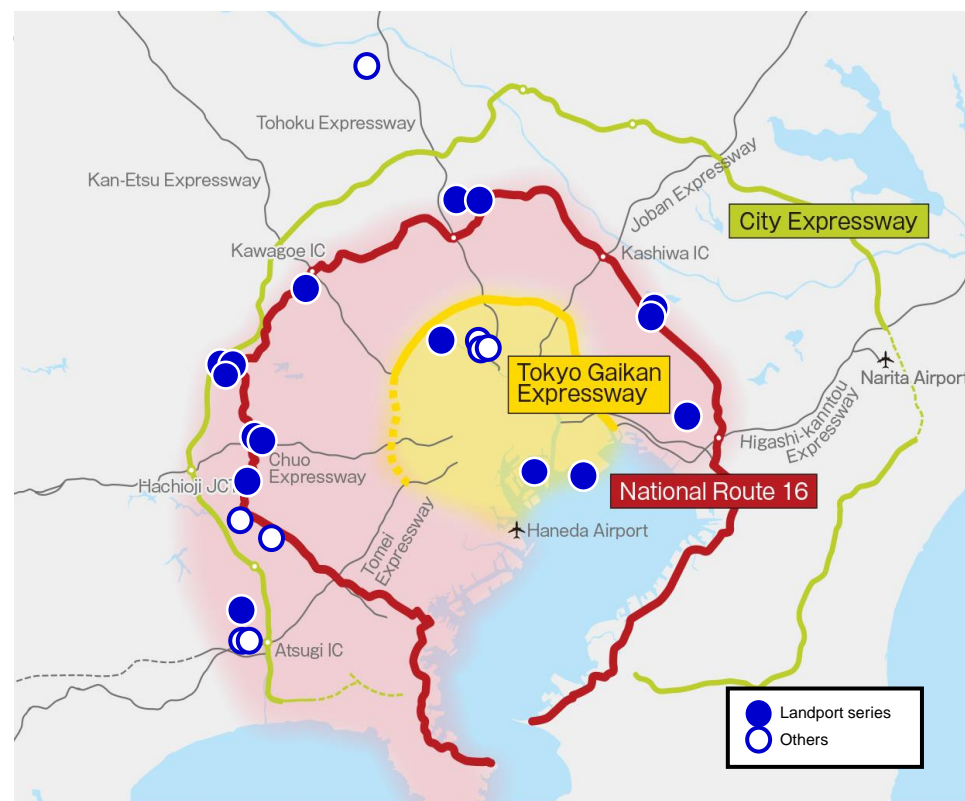 Tohoku Expressway
Kan-Etsu Expressway
Joban Expressway
City Expressway
Kawagoe IC
Kashiwa IC
Tokyo Gaikan
Expressway
Narita Airport
Higashi-kanntou
Expressway
Chuo
Expressway
Hachioji JCT
National Route 16
Tomei
Expressway
Haneda Airport
Atsugi IC
Landport series
Others